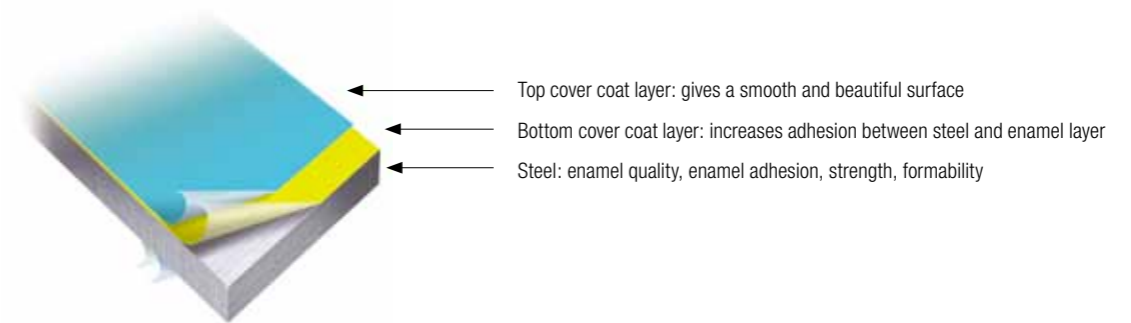 Top cover coat layer: gives a smooth and beautiful surface
Bottom cover coat layer: increases adhesion between steel and enamel layer
Steel: enamel quality, enamel adhesion, strength, formability